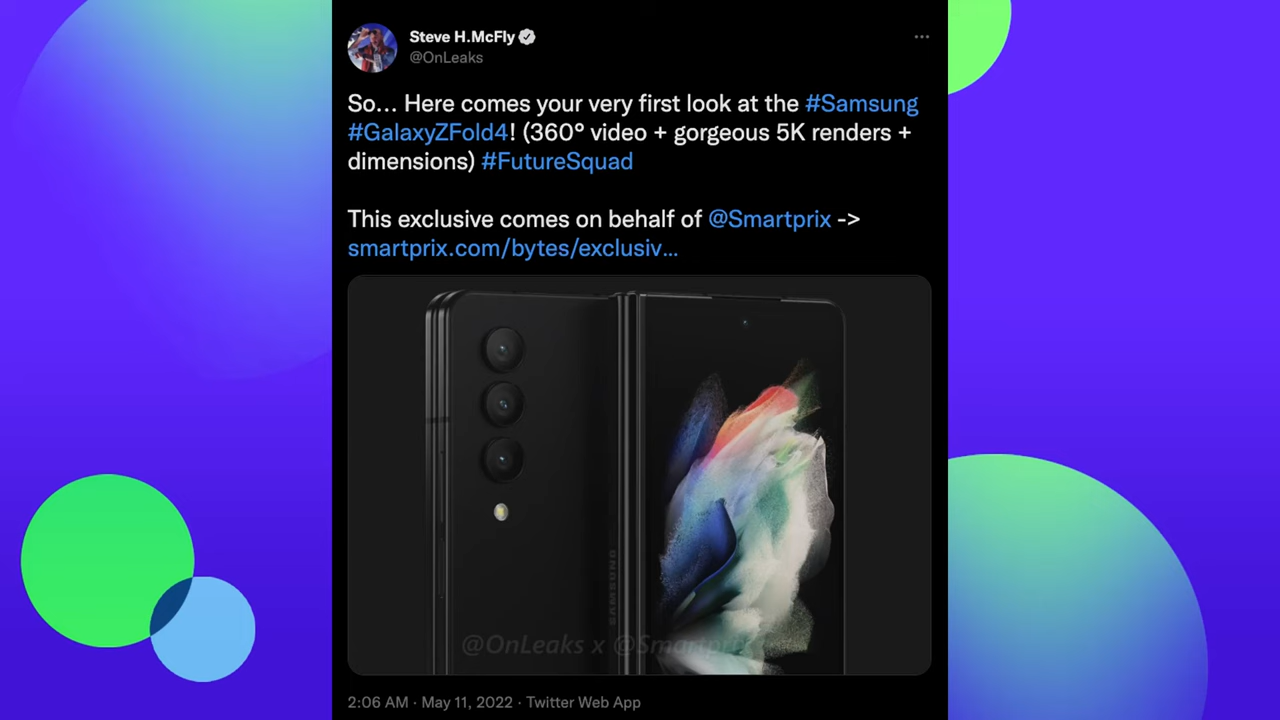 Steve H.McFly
@OnLeaks
So... Here comes your very first look at the #Samsung
#GalaxyZFold4! (360° video + gorgeous 5K renders +
dimensions) #FutureSquad
This exclusive comes on behalf of @Smartprix ->
smartprix.com/bytes/exclusiv...
SAMSUNG
@OnLeaks x @Smartprix
2:06 AM · May 11, 2022 · Twitter Web App